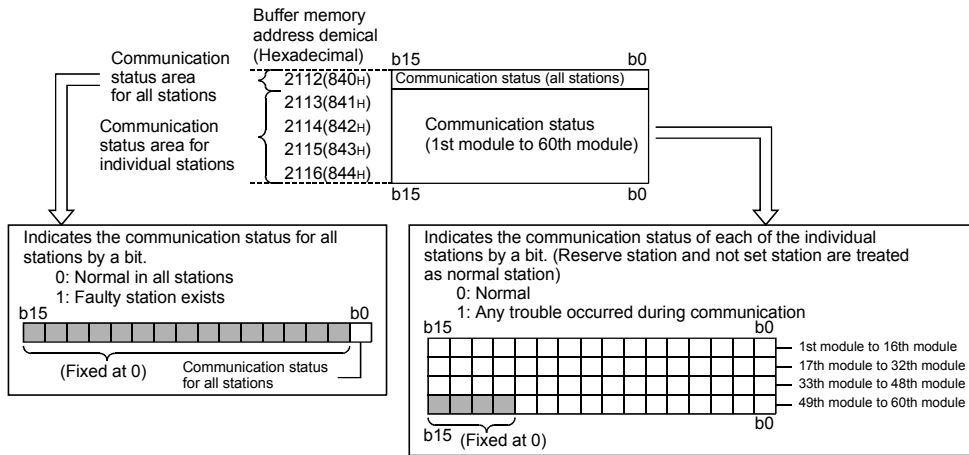 Buffer memory
address demical
(Hexadecimal)
b15 b0
Communication
status area
for all stations
2112(840H)
Communication status (all stations)
2113(841H)
Communication
status area for
individual stations
2114(842H)
2115(843H)
2116(844H)
Communication status
(1st module to 60th module)
b15 b0
Indicates the communication status for all
stations by a bit.
0: Normal in all stations
1: Faulty station exists
b15 b0
(Fixed at 0)
Communication status
for all stations
Indicates the communication status of each of the individual
stations by a bit. (Reserve station and not set station are treated
as normal station)
0: Normal
1: Any trouble occurred during communication
b15 b0
1st module to 16th module
17th module to 32th module
33th module to 48th module
49th module to 60th module
b15 b0
(Fixed at 0)